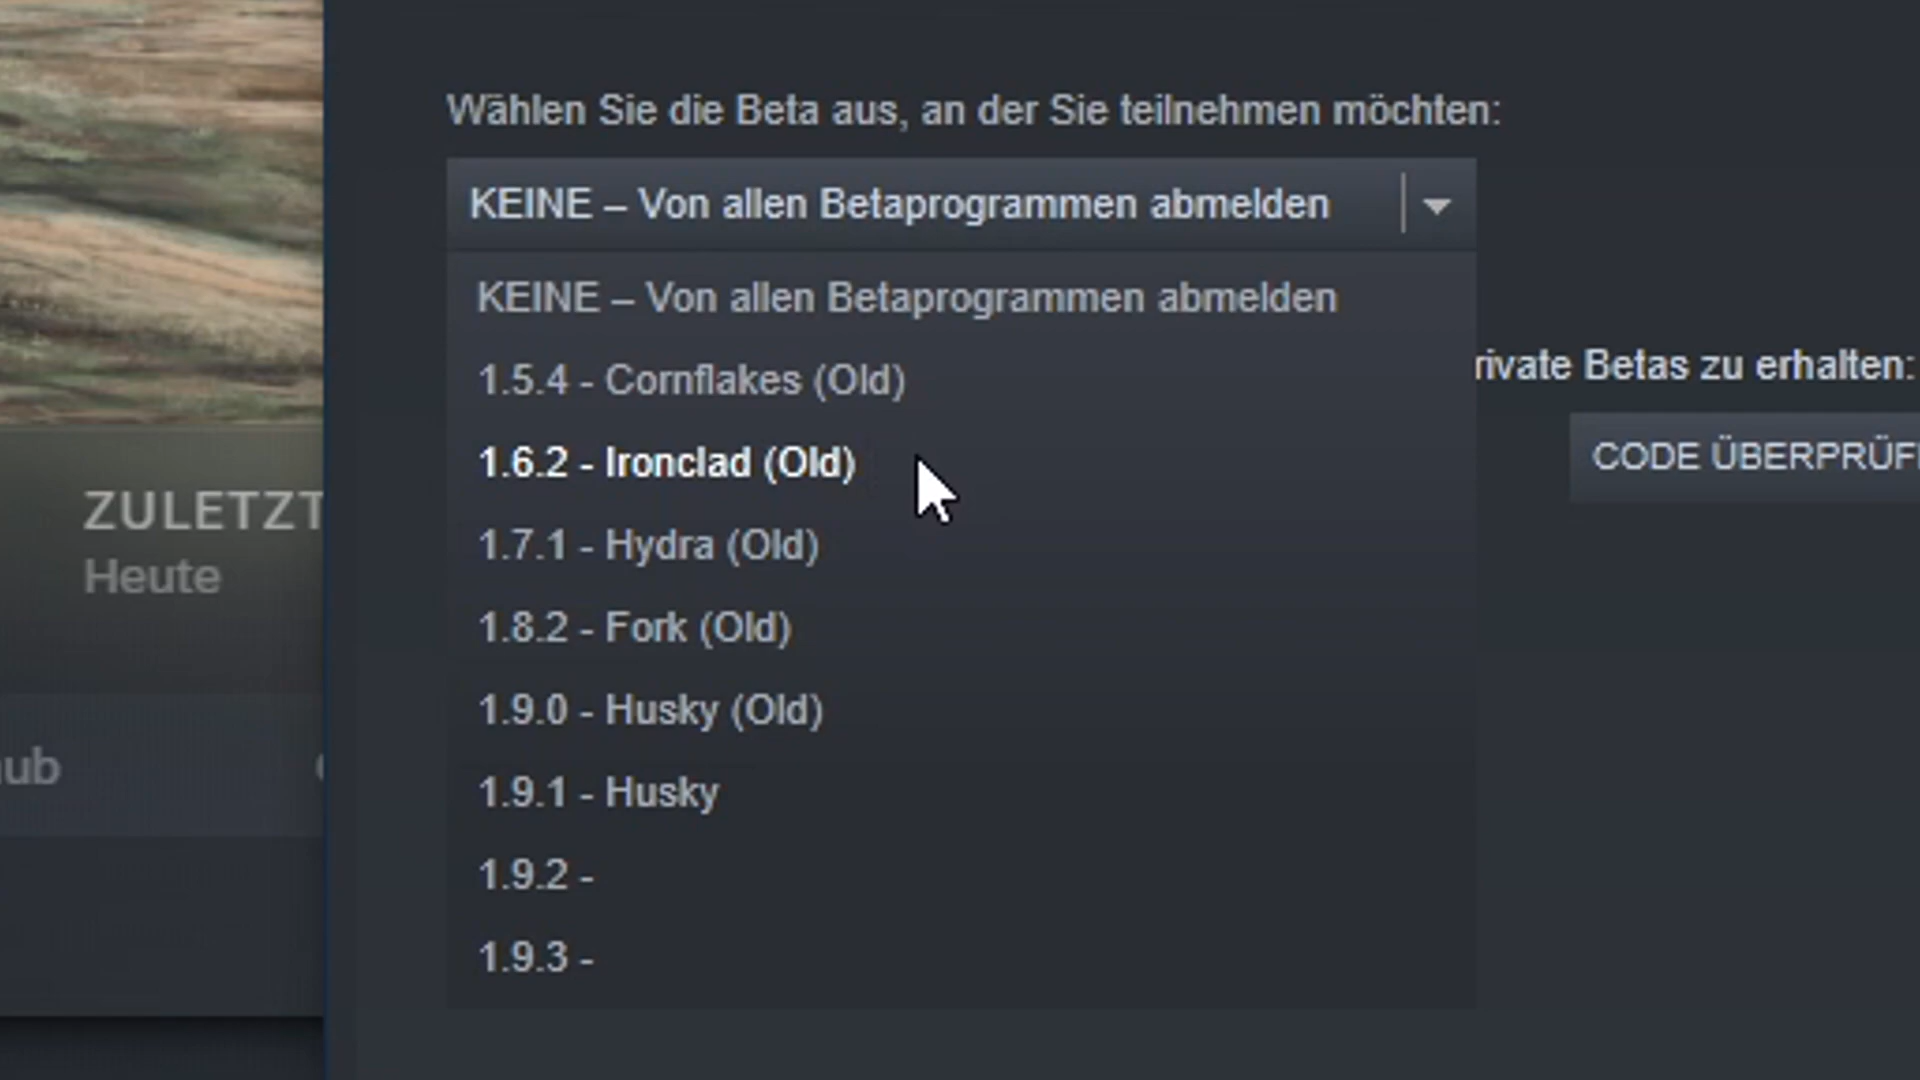 Wählen Sie die Beta aus, an der Sie teilnehmen möchten:
KEINE – Von allen Betaprogrammen abmelden
KEINE – Von allen Betaprogrammen abmelden
1.5.4 - Cornflakes (Old)
1.6.2 - Ironclad (Old)
1.7.1 - Hydra (Old)
1.8.2 - Fork (Old)
1.9.0 - Husky (Old)
1.9.1 - Husky
1.9.2 -
1.9.3 -
rivate Betas zu erhalten:
CODE ÜBERPRÜF
ZULETZT
Heute
ub